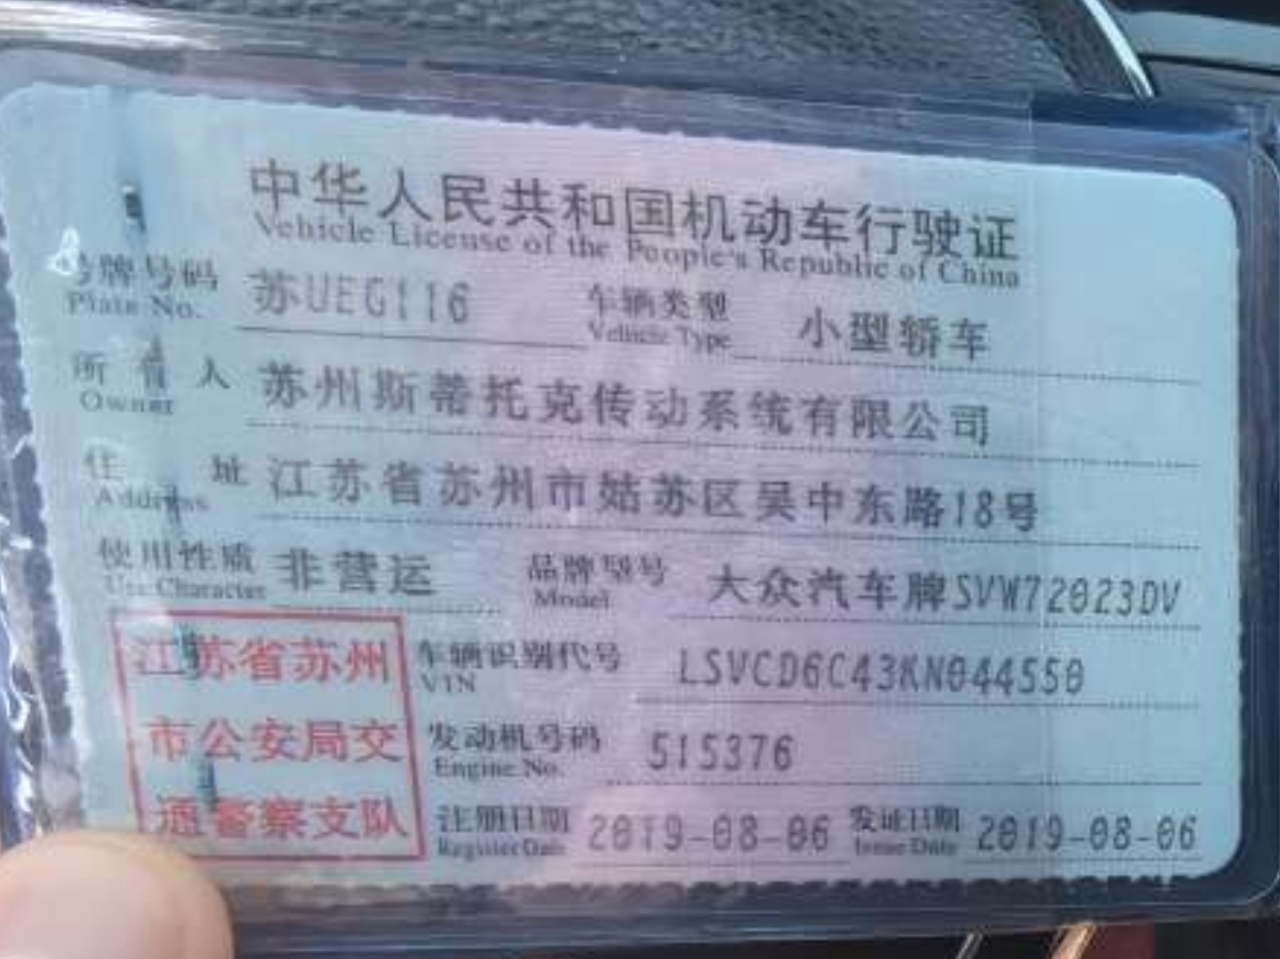 中华人民共和国机动车行驶证
Vehicle License of the People's Republic of China
号牌号码 苏UEG116 车辆类型 小型轿车
Plate No. Vehicle Type
所有人 苏州斯蒂托克传动系统有限公司
Owner
住址 江苏省苏州市姑苏区吴中东路18号
Address
使用性质 非营运 品牌型号 大众汽车牌SVW72023DV
Use Character Model
江苏省苏州 车辆识别代号 LSVCD6C43KN044550
VIN
市公安局交 发动机号码 515376
Engine No.
通警察支队 注册日期 2019-08-06 发证日期 2019-08-06
Register Date Issue Date